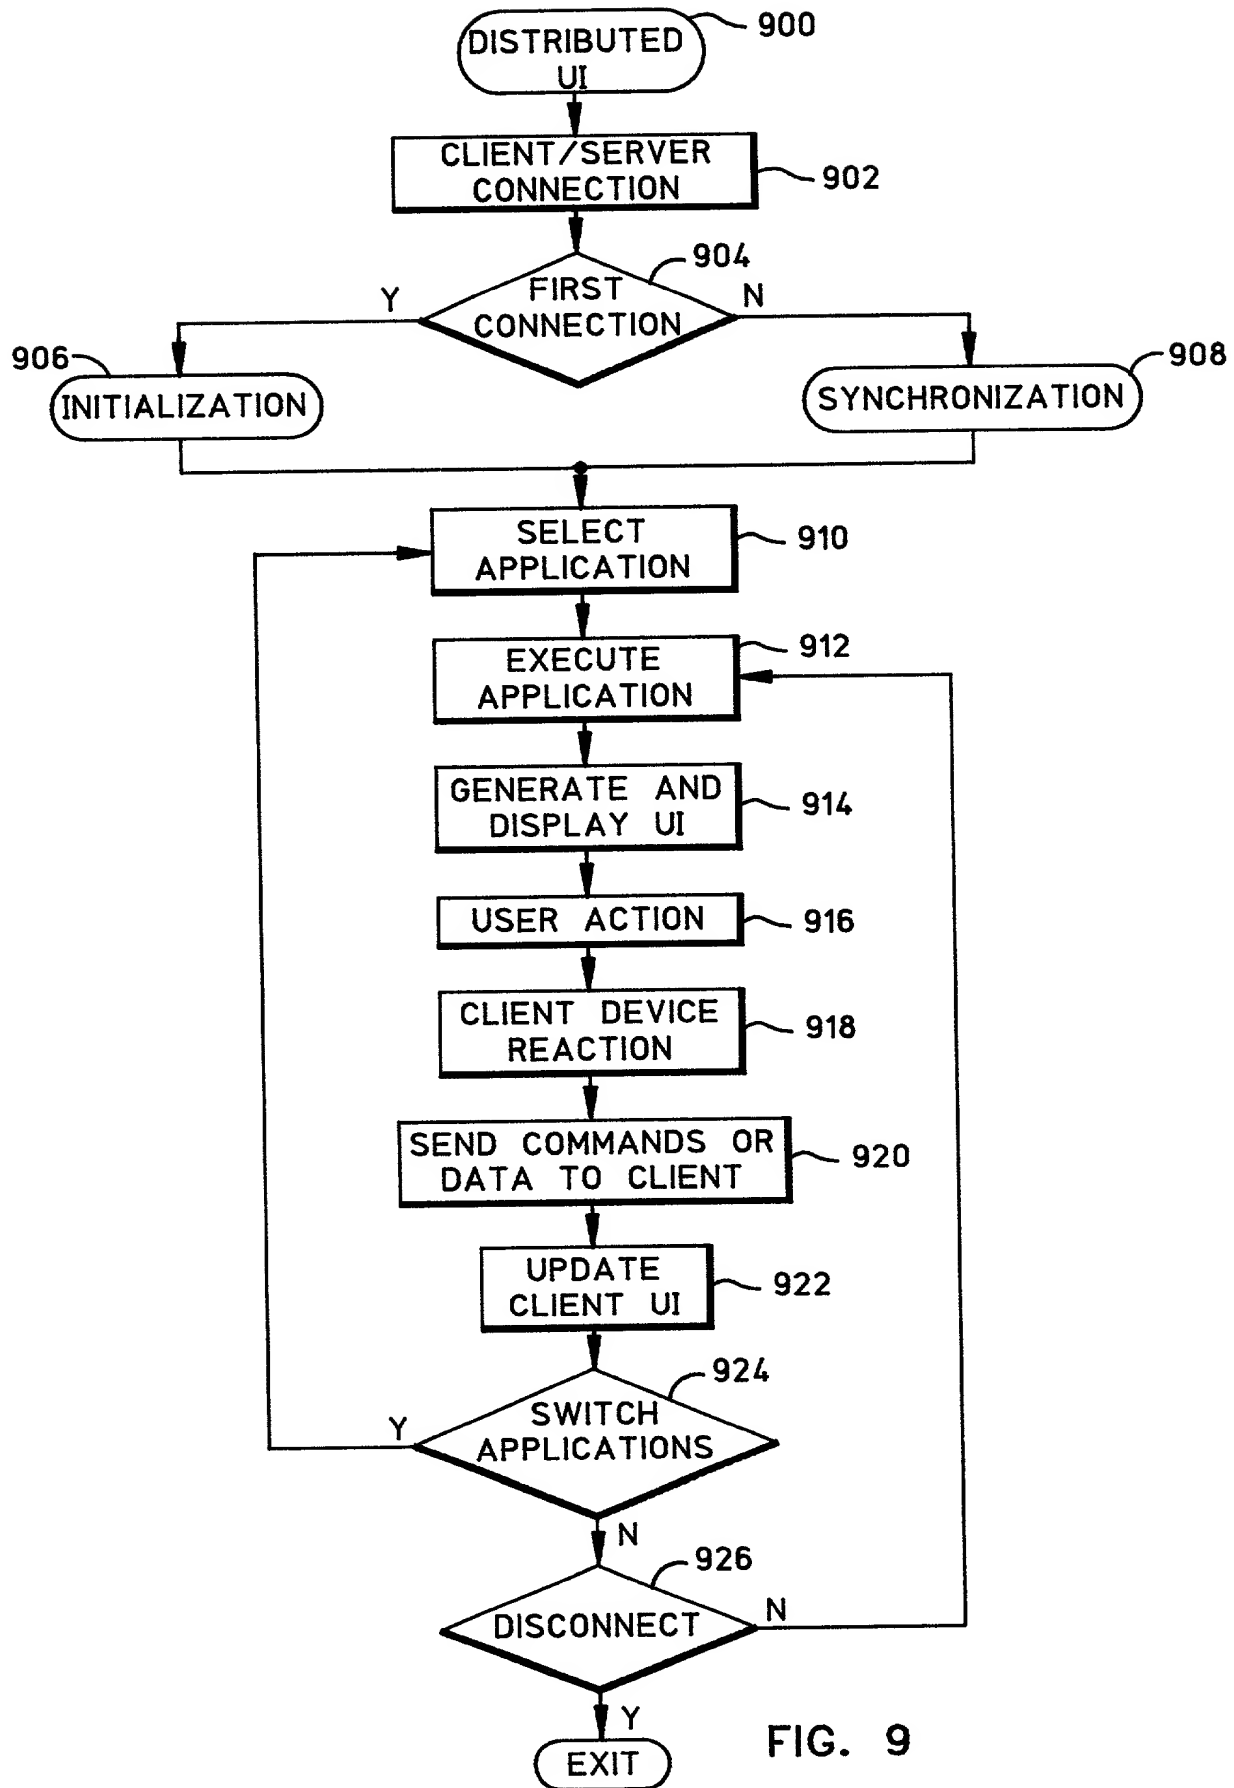 900
DISTRIBUTED
UI
CLIENT/SERVER
CONNECTION
902
904
FIRST
CONNECTION
Y
N
906
INITIALIZATION
908
SYNCHRONIZATION
SELECT
APPLICATION
910
EXECUTE
APPLICATION
912
GENERATE AND
DISPLAY UI
914
USER ACTION
916
CLIENT DEVICE
REACTION
918
SEND COMMANDS OR
DATA TO CLIENT
920
UPDATE
CLIENT UI
922
924
SWITCH
APPLICATIONS
Y
N
926
DISCONNECT
N
Y
EXIT
FIG. 9